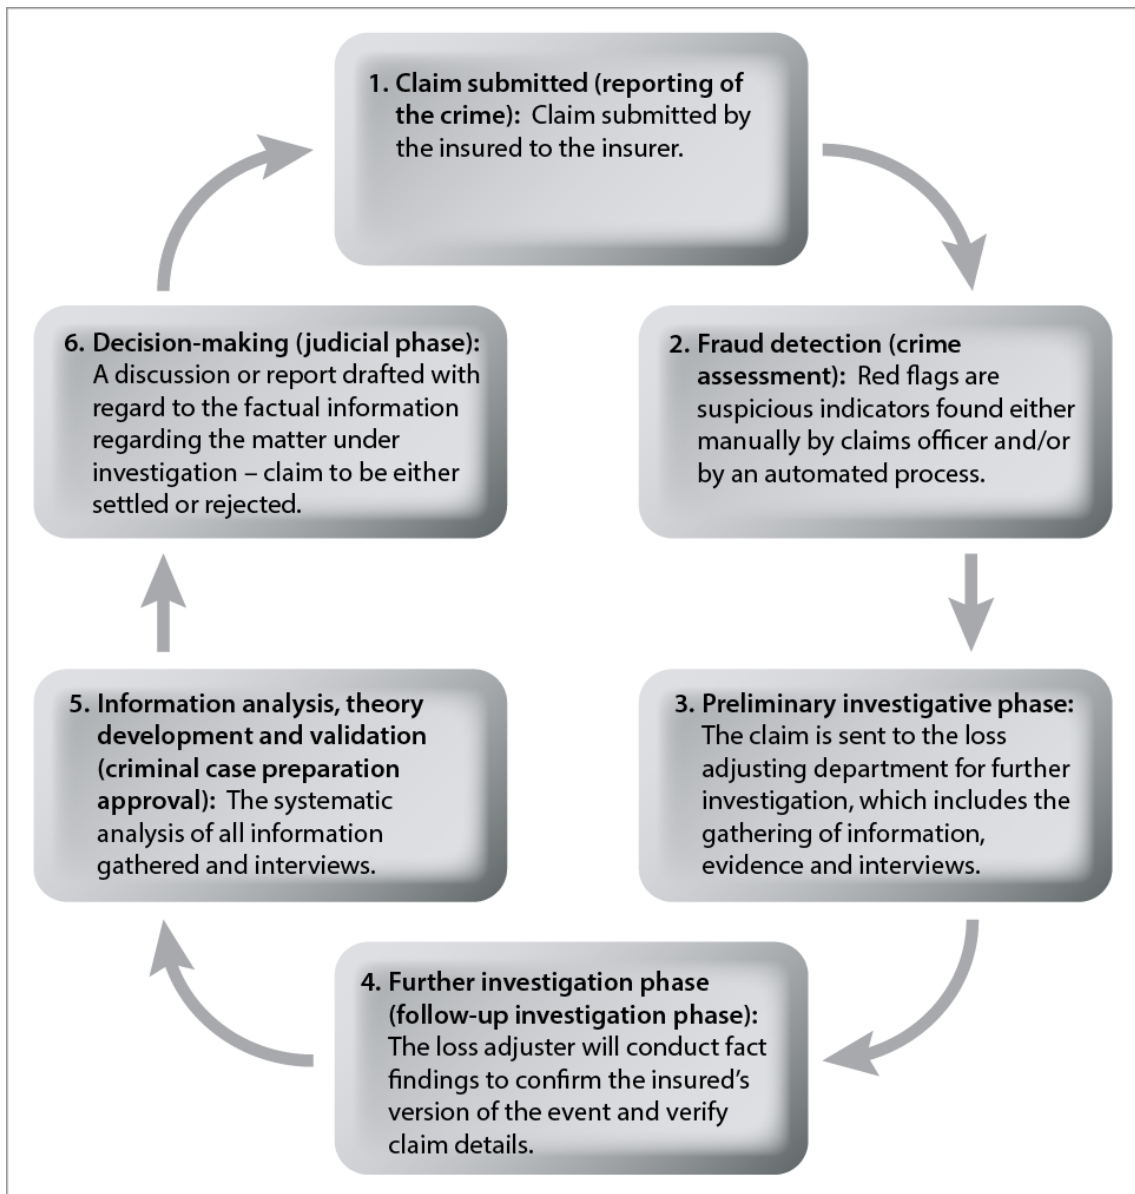 1. Claim submitted (reporting of
the crime): Claim submitted by
the insured to the insurer.
2. Fraud detection (crime
assessment): Red flags are
suspicious indicators found either
manually by claims officer and/or
by an automated process.
3. Preliminary investigative phase:
The claim is sent to the loss
adjusting department for further
investigation, which includes the
gathering of information,
evidence and interviews.
4. Further investigation phase
(follow-up investigation phase):
The loss adjuster will conduct fact
findings to confirm the insured’s
version of the event and verify
claim details.
5. Information analysis, theory
development and validation
(criminal case preparation
approval): The systematic
analysis of all information
gathered and interviews.
6. Decision-making (judicial phase):
A discussion or report drafted with
regard to the factual information
regarding the matter under
investigation – claim to be either
settled or rejected.